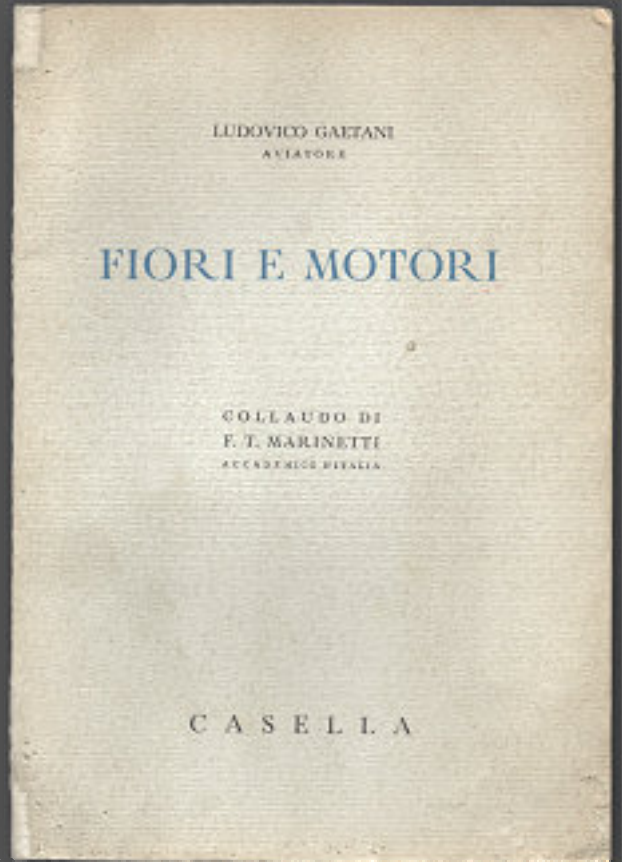 LUDOVICO GAETANI
AVIATORE
FIORI E MOTORI
COLLAUDO DI
F. T. MARINETTI
ACCADEMICO D'ITALIA
CASELLA